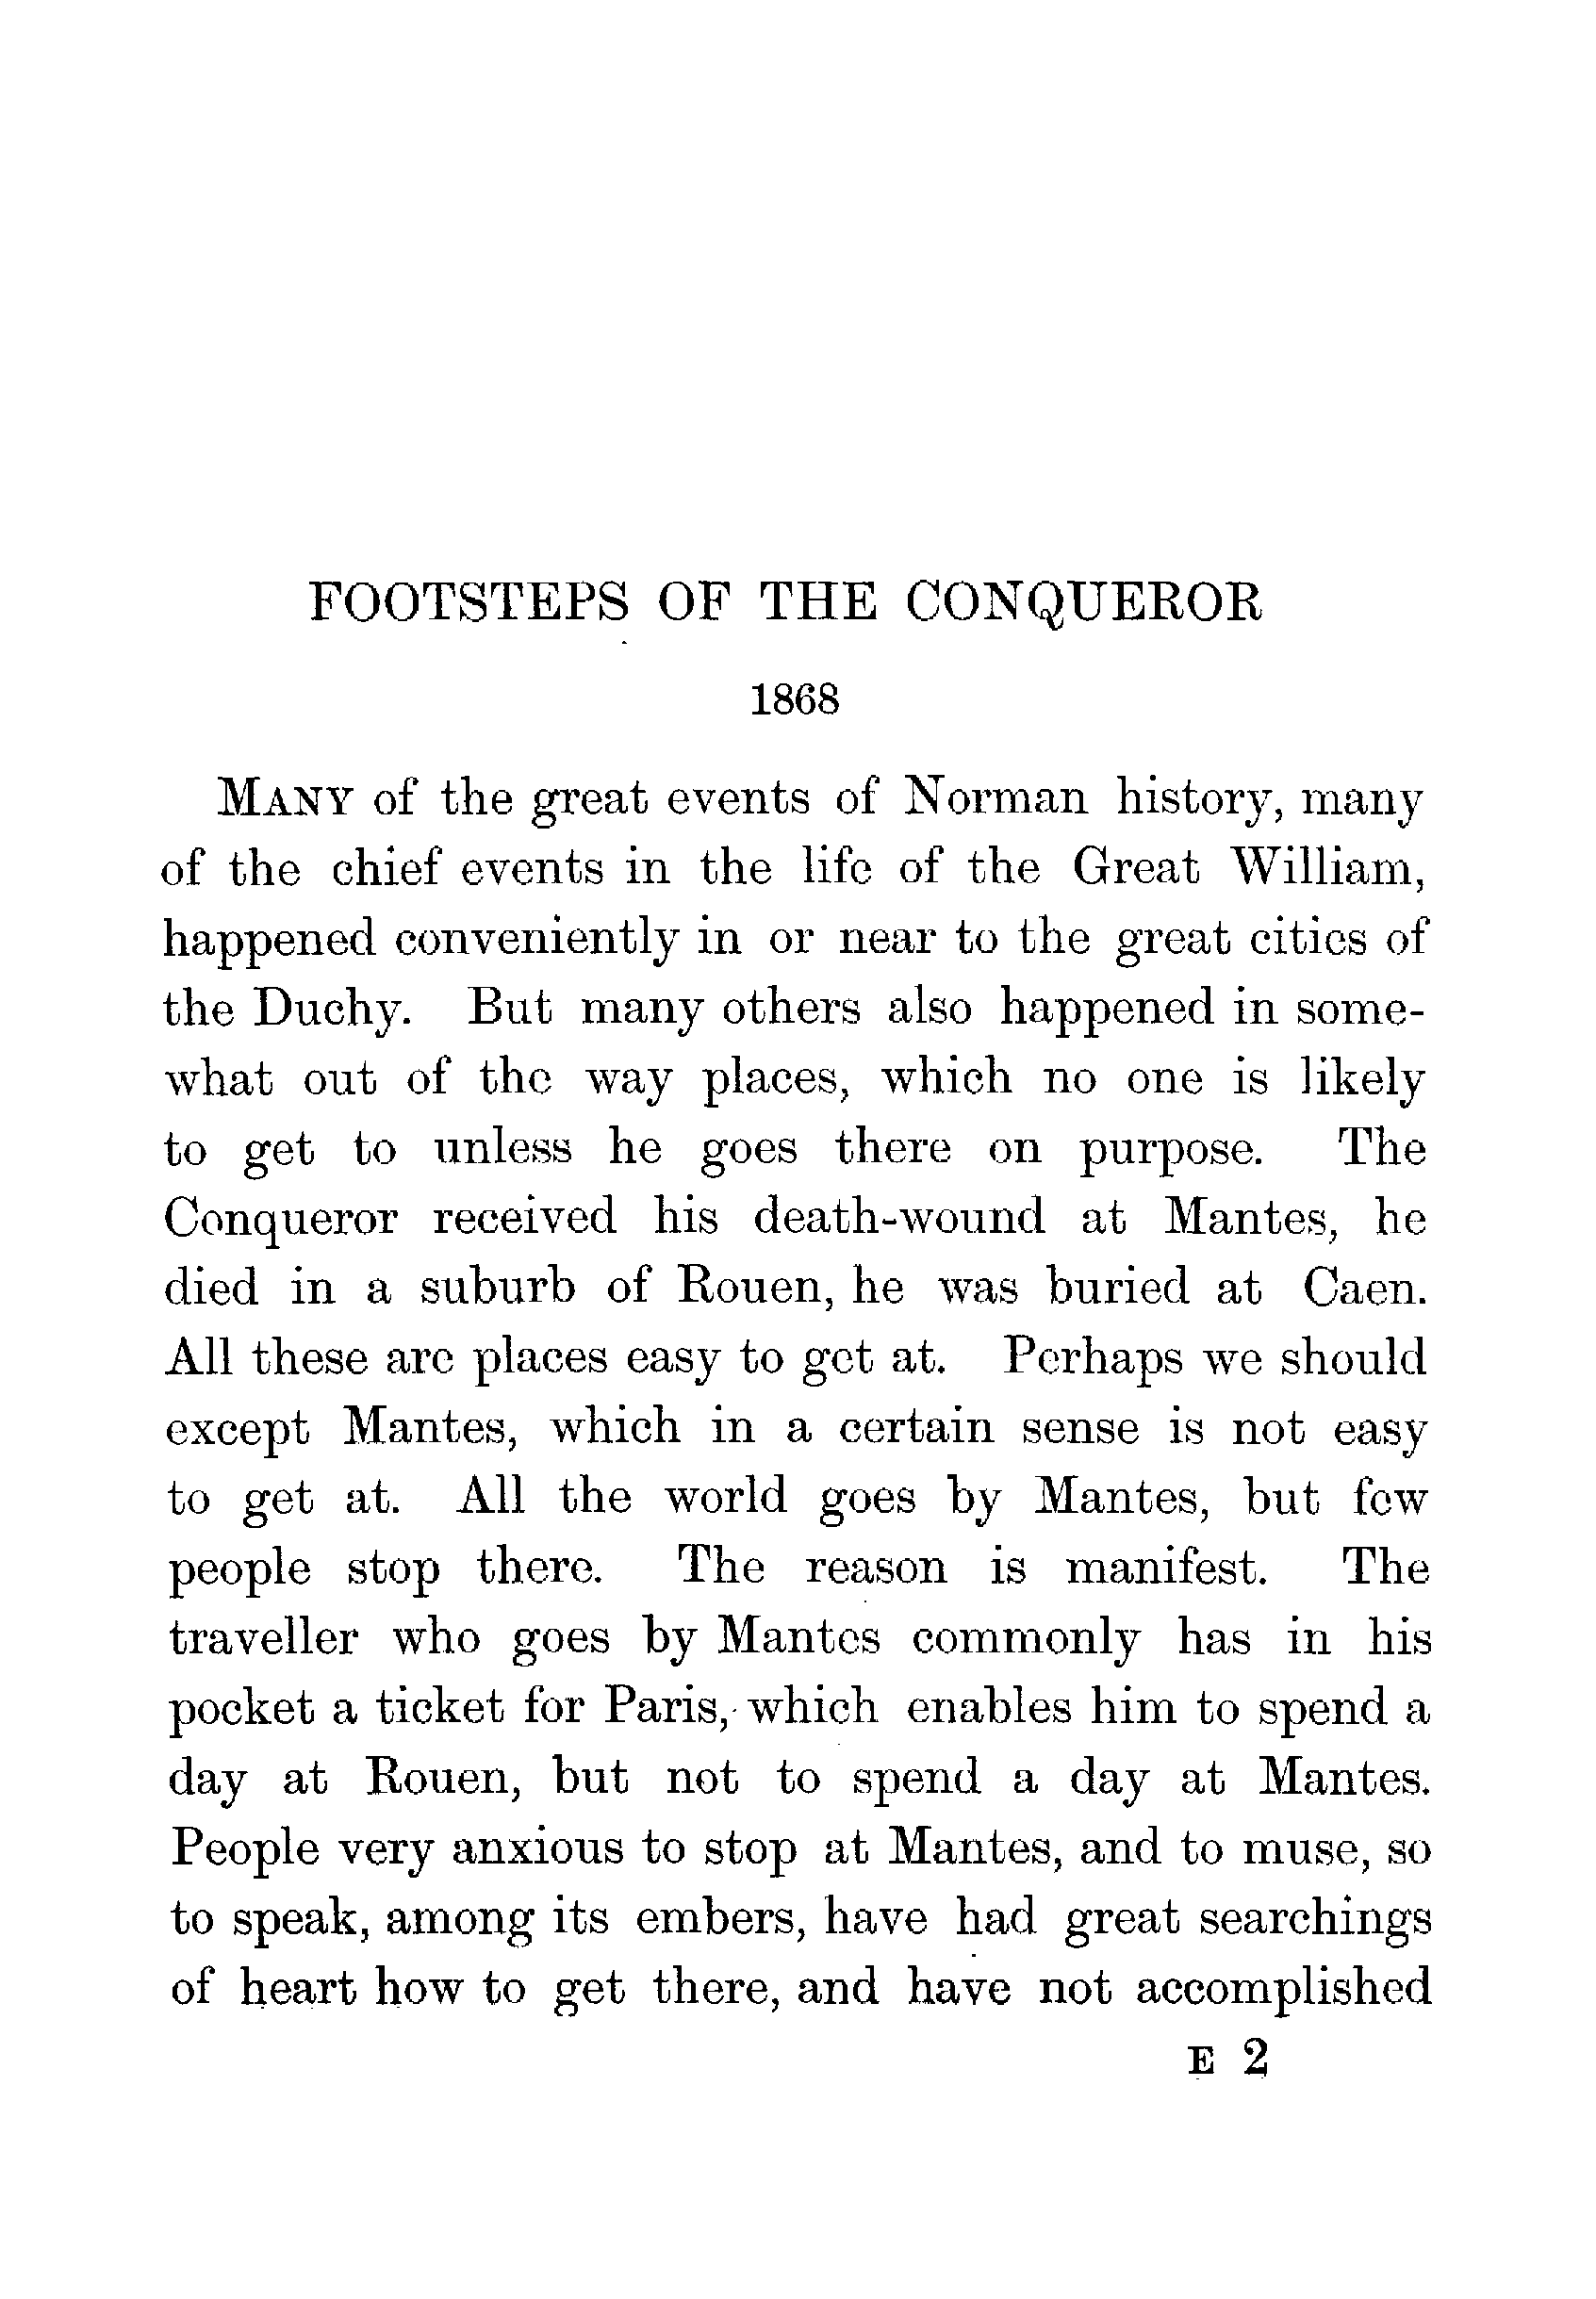 FOOTSTEPS OF THE CONQUEROR
1868
MANY of the great events of Norman history, many
of the chief events in the life of the Great William,
happened conveniently in or near to the great cities of
the Duchy. But many others also happened in some-
what out of the way places, which no one is likely
to get to unless he goes there on purpose. The
Conqueror received his death-wound at Mantes, he
died in a suburb of Rouen, he was buried at Caen.
All these are places easy to get at. Perhaps we should
except Mantes, which in a certain sense is not easy
to get at. All the world goes by Mantes, but few
people stop there. The reason is manifest. The
traveller who goes by Mantes commonly has in his
pocket a ticket for Paris, which enables him to spend a
day at Rouen, but not to spend a day at Mantes.
People very anxious to stop at Mantes, and to muse, so
to speak, among its embers, have had great searchings
of heart how to get there, and have not accomplished
E 2